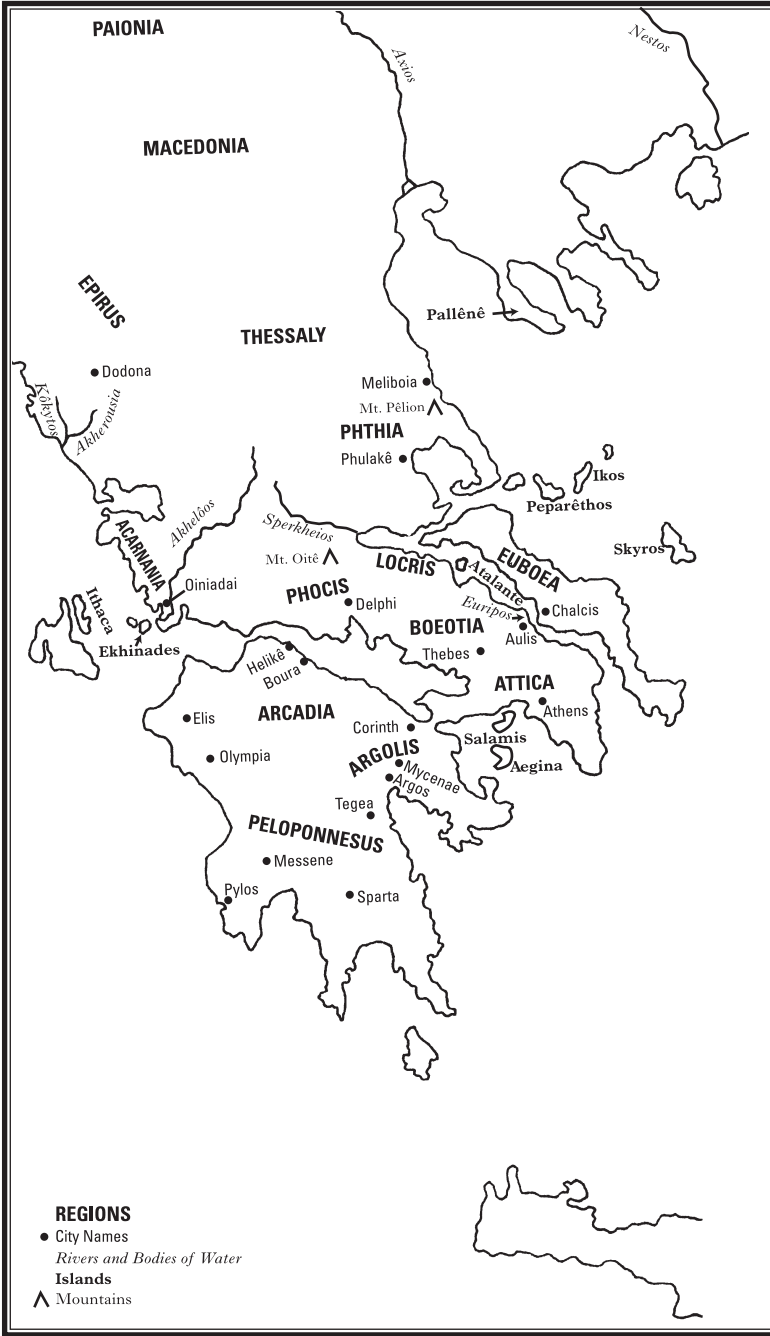 PAIONIA
Axios
Nestos
MACEDONIA
EPIRUS
Pallênê
THESSALY
Dodona
Meliboia
Kôkytos
Akherousia
Mt. Pêlion
PHTHIA
Phulakê
Ikos
Peparêthos
Akhelôos
Sperkheios
Skyros
ACARNANIA
Mt. Oitê
LOCRIS
EUBOEA
Atalante
Oiniadai
PHOCIS
Delphi
Euripos
Chalcis
Ithaca
BOEOTIA
Aulis
Ekhinades
Helikê
Thebes
Boura
ATTICA
Elis
ARCADIA
Athens
Corinth
Salamis
Olympia
ARGOLIS
Mycenae
Aegina
Argos
Tegea
PELOPONNESUS
Messene
Pylos
Sparta
REGIONS
City Names
Rivers and Bodies of Water
Islands
Mountains